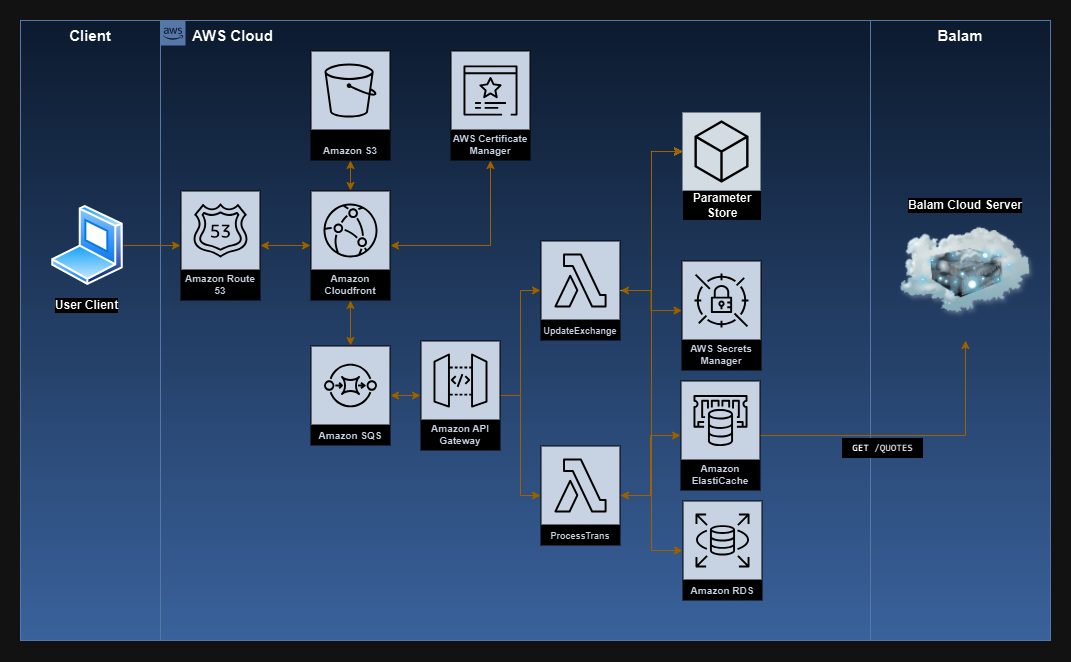 Client
aws
AWS Cloud
Balam
Amazon S3
AWS Certificate
Manager
Parameter
Store
53
Amazon Route
53
Amazon
Cloudfront
User Client
Balam Cloud Server
UpdateExchange
AWS Secrets
Manager
Amazon SQS
</>
Amazon API
Gateway
Amazon
ElastiCache
GET /QUOTES
ProcessTrans
Amazon RDS